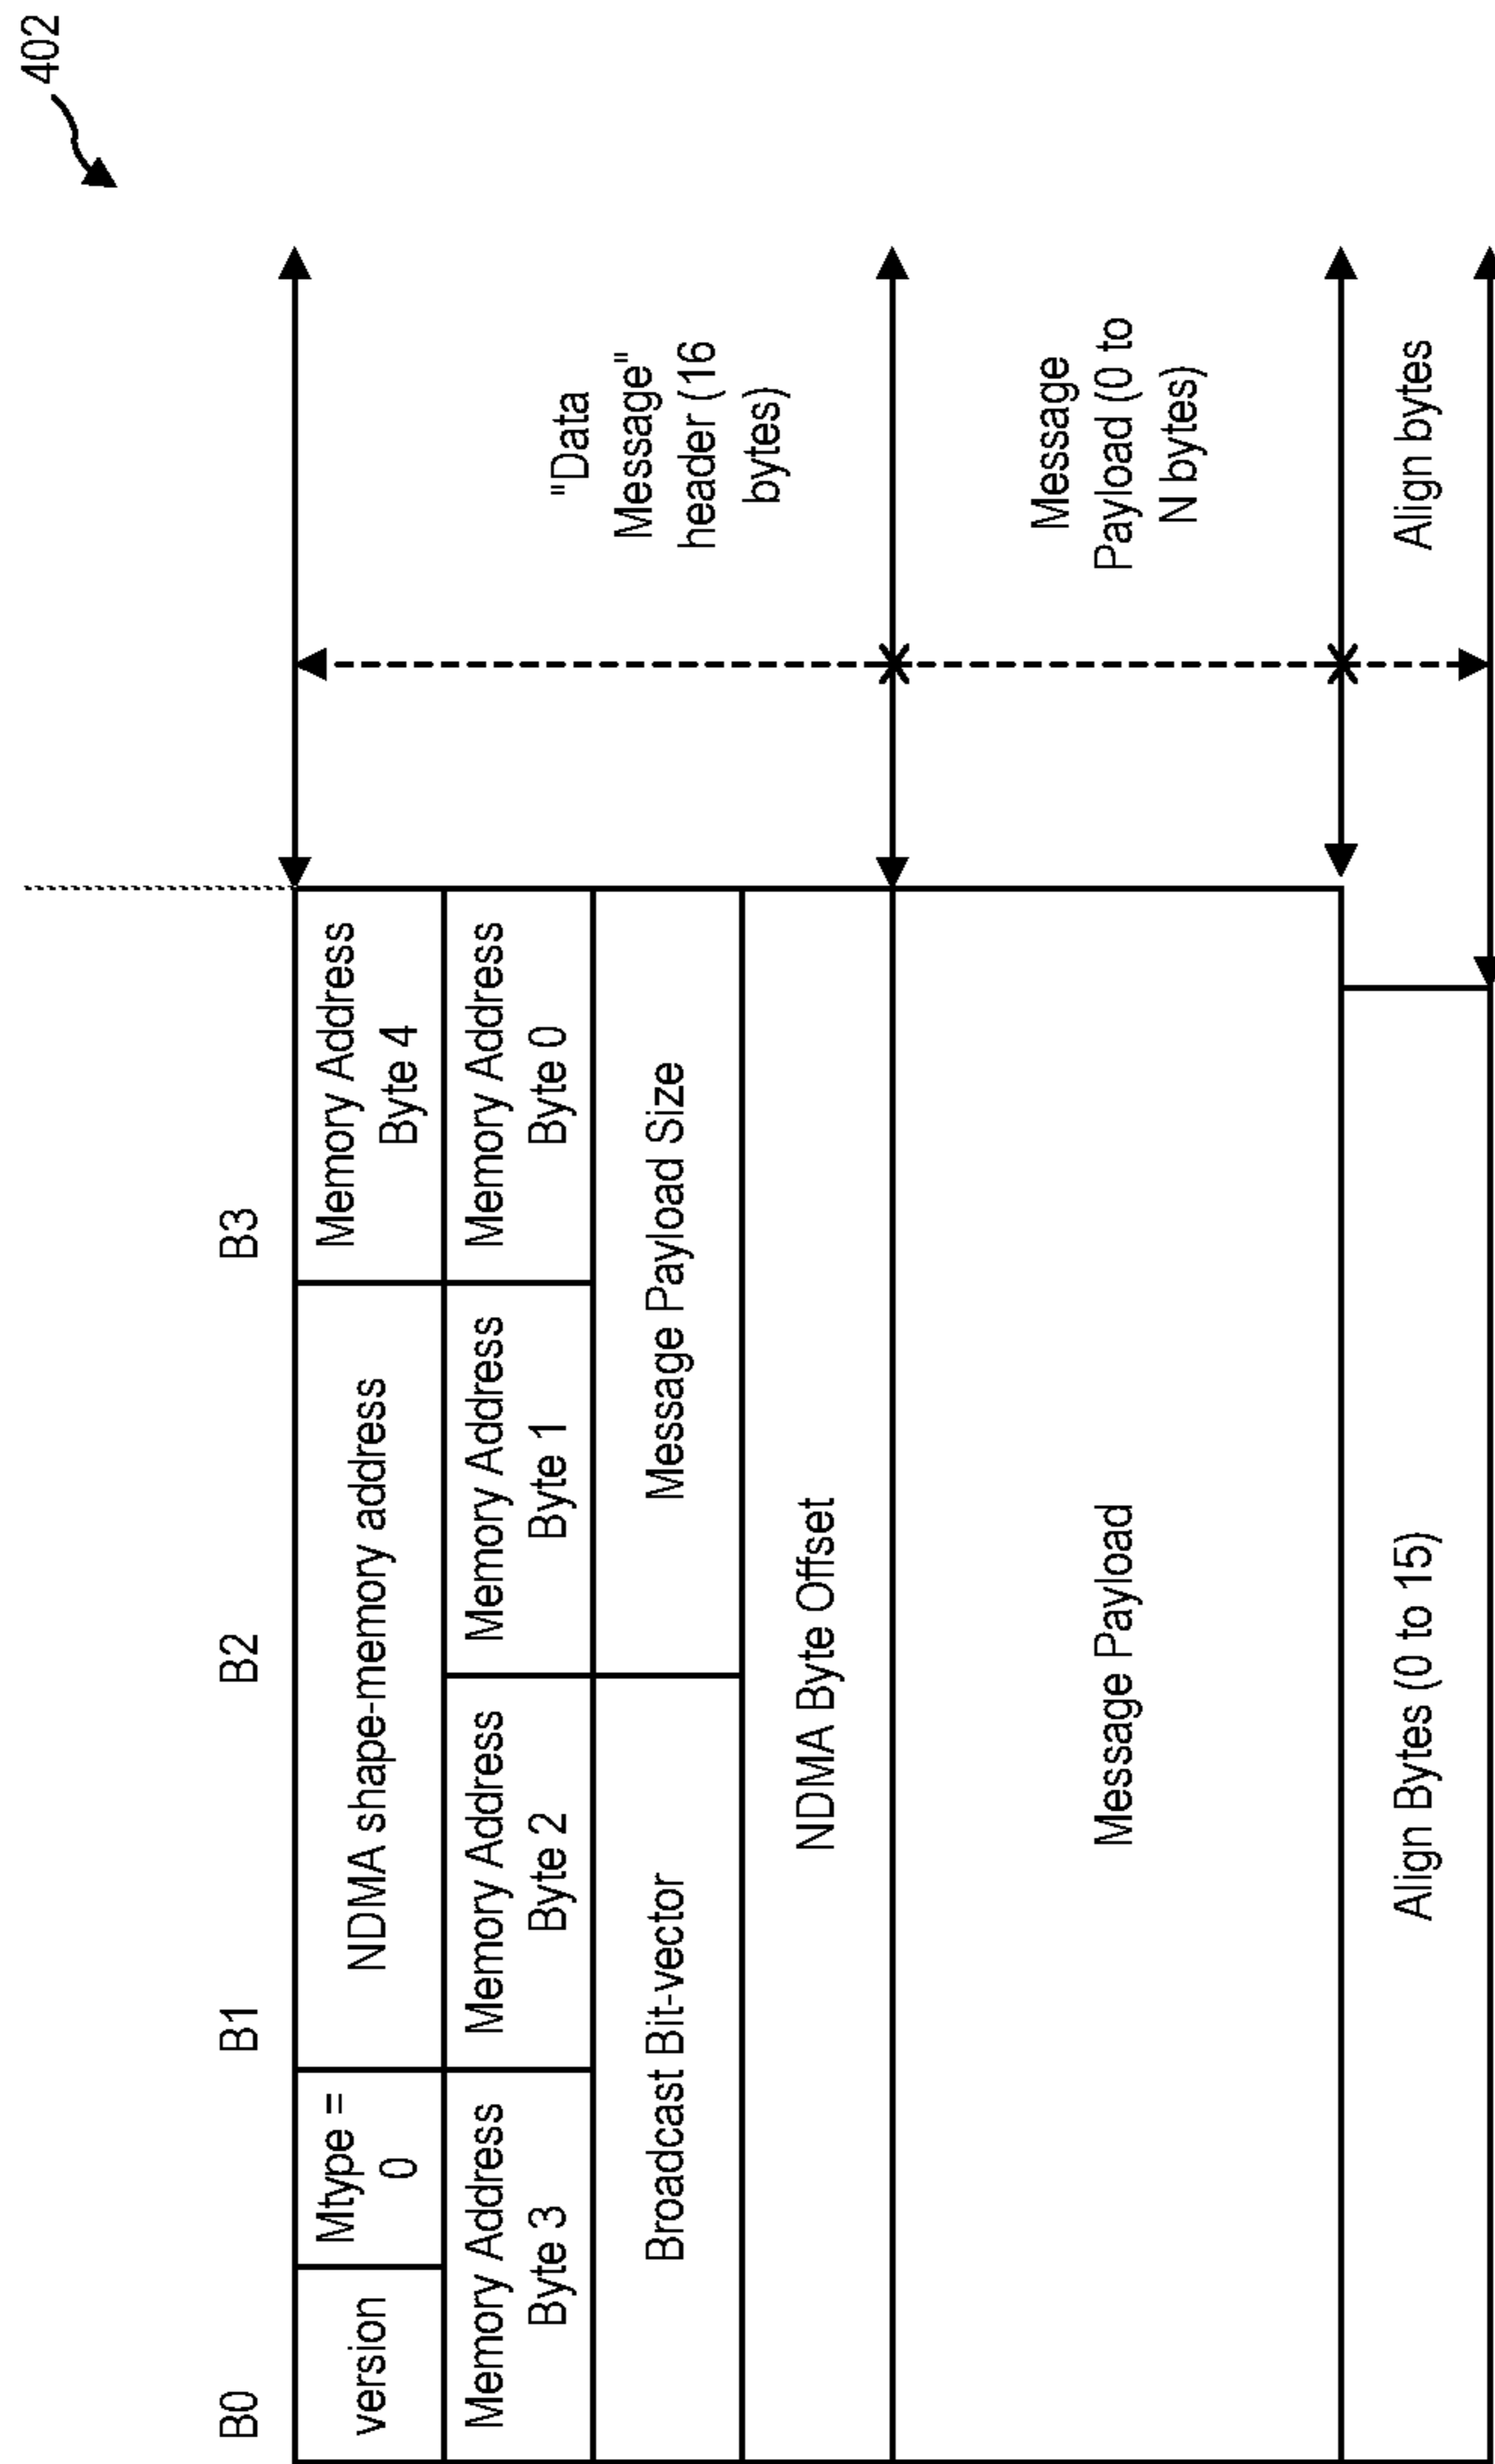 402
B0 B1 B2 B3
version
Mtype =
0
NDMA shape-memory address
Memory Address
Byte 4
Memory Address
Byte 3
Memory Address
Byte 2
Memory Address
Byte 1
Memory Address
Byte 0
Broadcast Bit-vector
Message Payload Size
NDMA Byte Offset
"Data
Message"
header (16
bytes)
Message Payload
Message
Payload (0 to
N bytes)
Align Bytes (0 to 15)
Align bytes